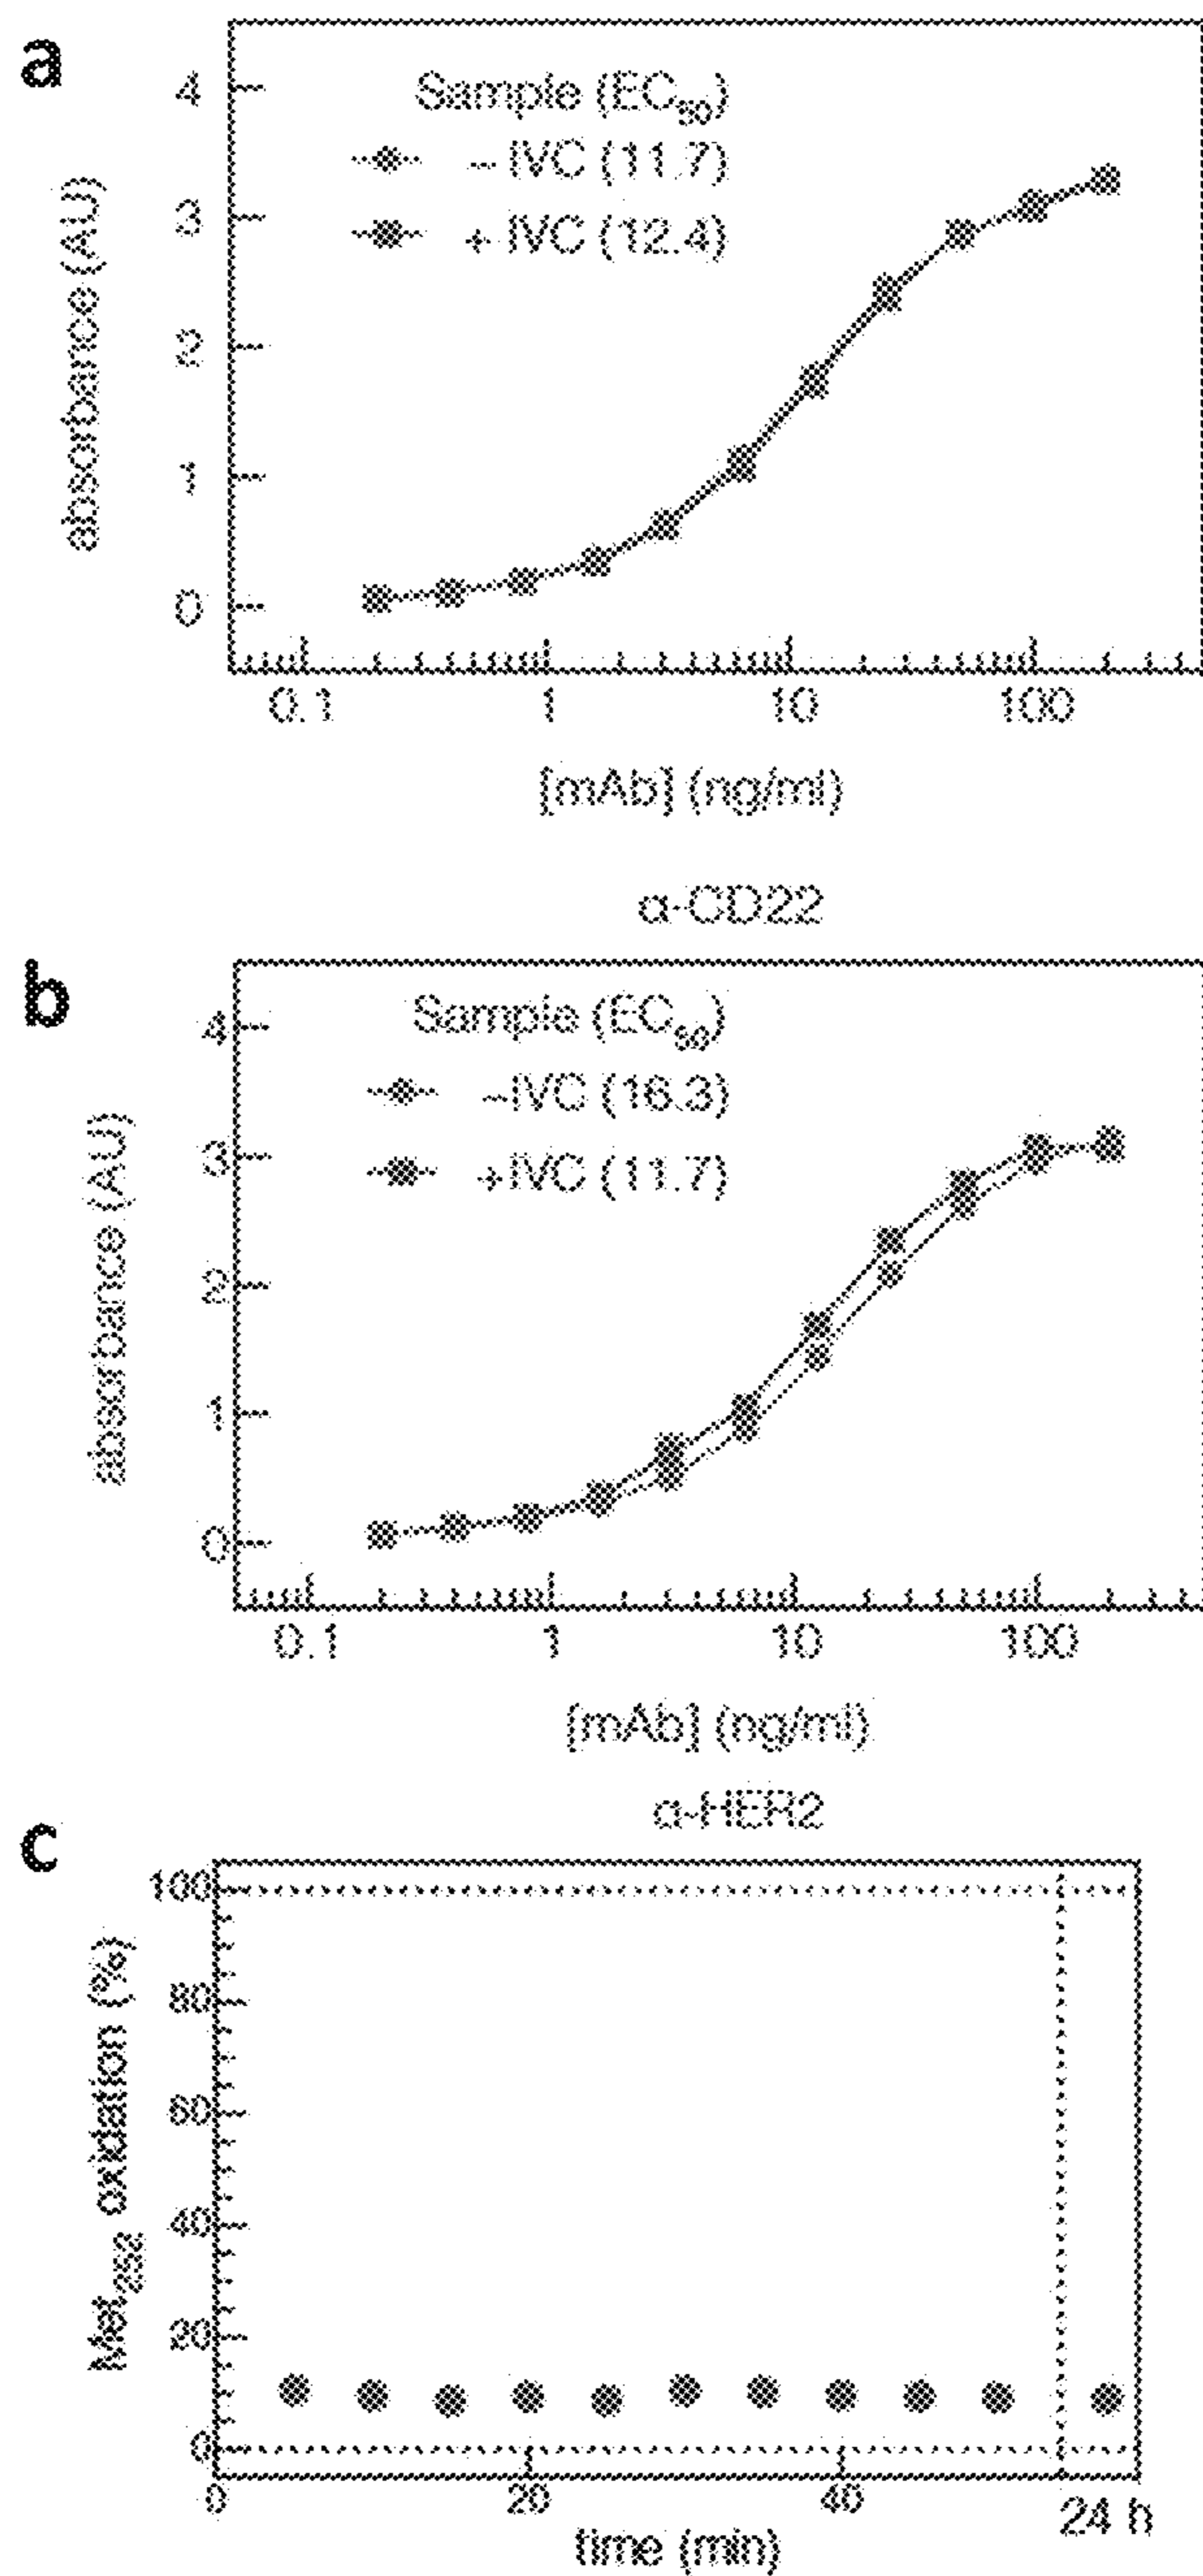 a
absorbance (AU)
4
3
2
1
0
Sample (EC50)
- IVC (11.7)
+ IVC (12.4)
0.1 1 10 100
[mAb] (ng/ml)
α-CD22
b
absorbance (AU)
4
3
2
1
0
Sample (EC50)
-IVC (16.3)
+IVC (11.7)
0.1 1 10 100
[mAb] (ng/ml)
α-HER2
c
Met252 oxidation (%)
100
80
60
40
20
0
0 20 40 24 h
time (min)